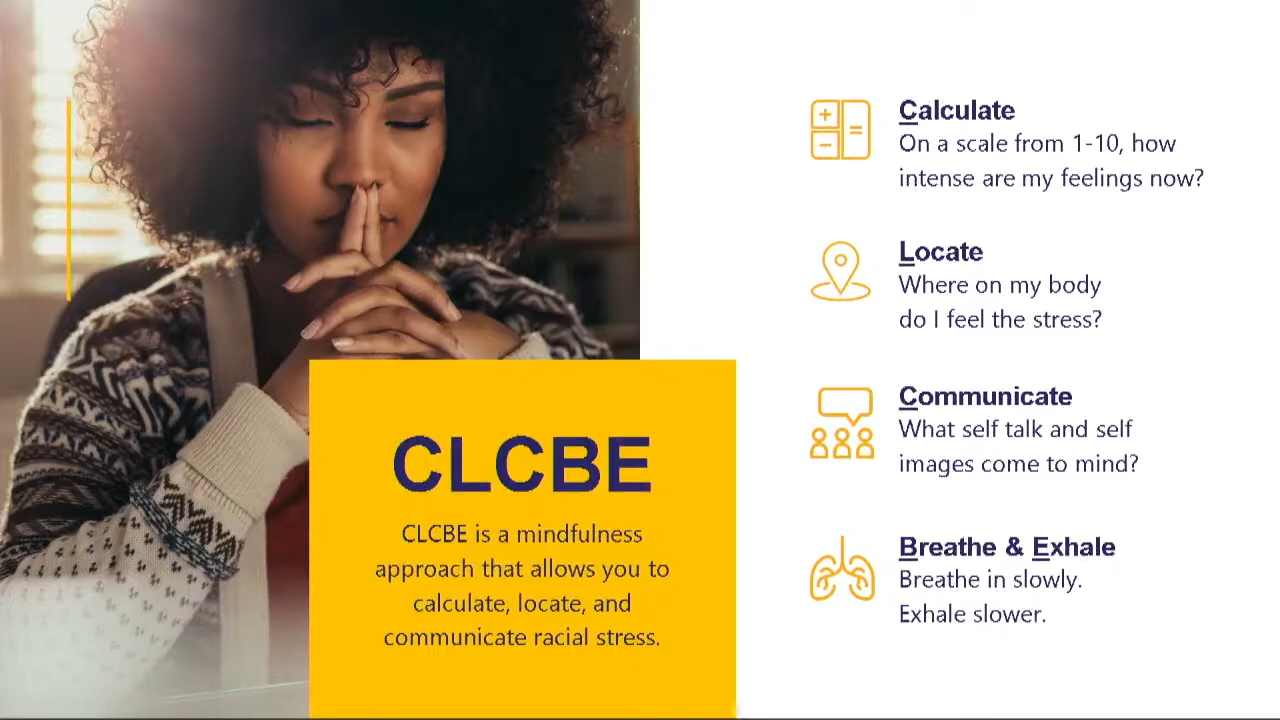 Calculate
On a scale from 1-10, how
intense are my feelings now?
Locate
Where on my body
do I feel the stress?
Communicate
What self talk and self
images come to mind?
Breathe & Exhale
Breathe in slowly.
Exhale slower.
CLCBE
CLCBE is a mindfulness
approach that allows you to
calculate, locate, and
communicate racial stress.